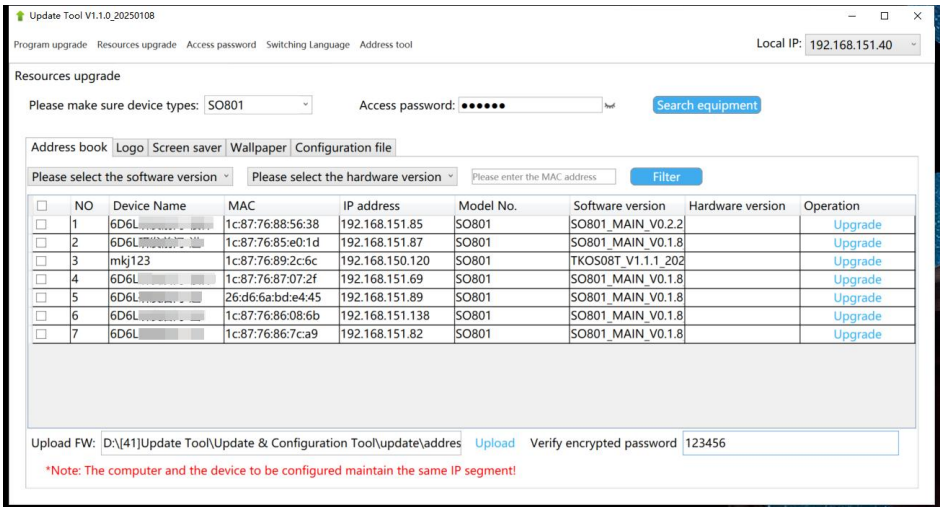 Update Tool V1.1.0_20250108
Program upgrade Resources upgrade Access password Switching Language Address tool Local IP: 192.168.151.40
Resources upgrade
Please make sure device types: SO801 Access password: ●●●●●● Search equipment
Address book Logo Screen saver Wallpaper Configuration file
Please select the software version Please select the hardware version Please enter the MAC address Filter
NO Device Name MAC IP address Model No. Software version Hardware version Operation
1 6D6L 1c:87:76:88:56:38 192.168.151.85 SO801 SO801_MAIN_V0.2.2 Upgrade
2 6D6L 1c:87:76:85:e0:1d 192.168.151.87 SO801 SO801_MAIN_V0.1.8 Upgrade
3 mkj123 1c:87:76:89:2c:6c 192.168.150.120 SO801 TKOS08T_V1.1.1_202 Upgrade
4 6D6L 1c:87:76:87:07:2f 192.168.151.69 SO801 SO801_MAIN_V0.1.8 Upgrade
5 6D6L 26:d6:6a:bd:e4:45 192.168.151.89 SO801 SO801_MAIN_V0.1.8 Upgrade
6 6D6L 1c:87:76:86:08:6b 192.168.151.138 SO801 SO801_MAIN_V0.1.8 Upgrade
7 6D6L 1c:87:76:86:7c:a9 192.168.151.82 SO801 SO801_MAIN_V0.1.8 Upgrade
Upload FW: D:\[41]Update Tool\Update & Configuration Tool\update\addres Upload Verify encrypted password 123456
*Note: The computer and the device to be configured maintain the same IP segment!